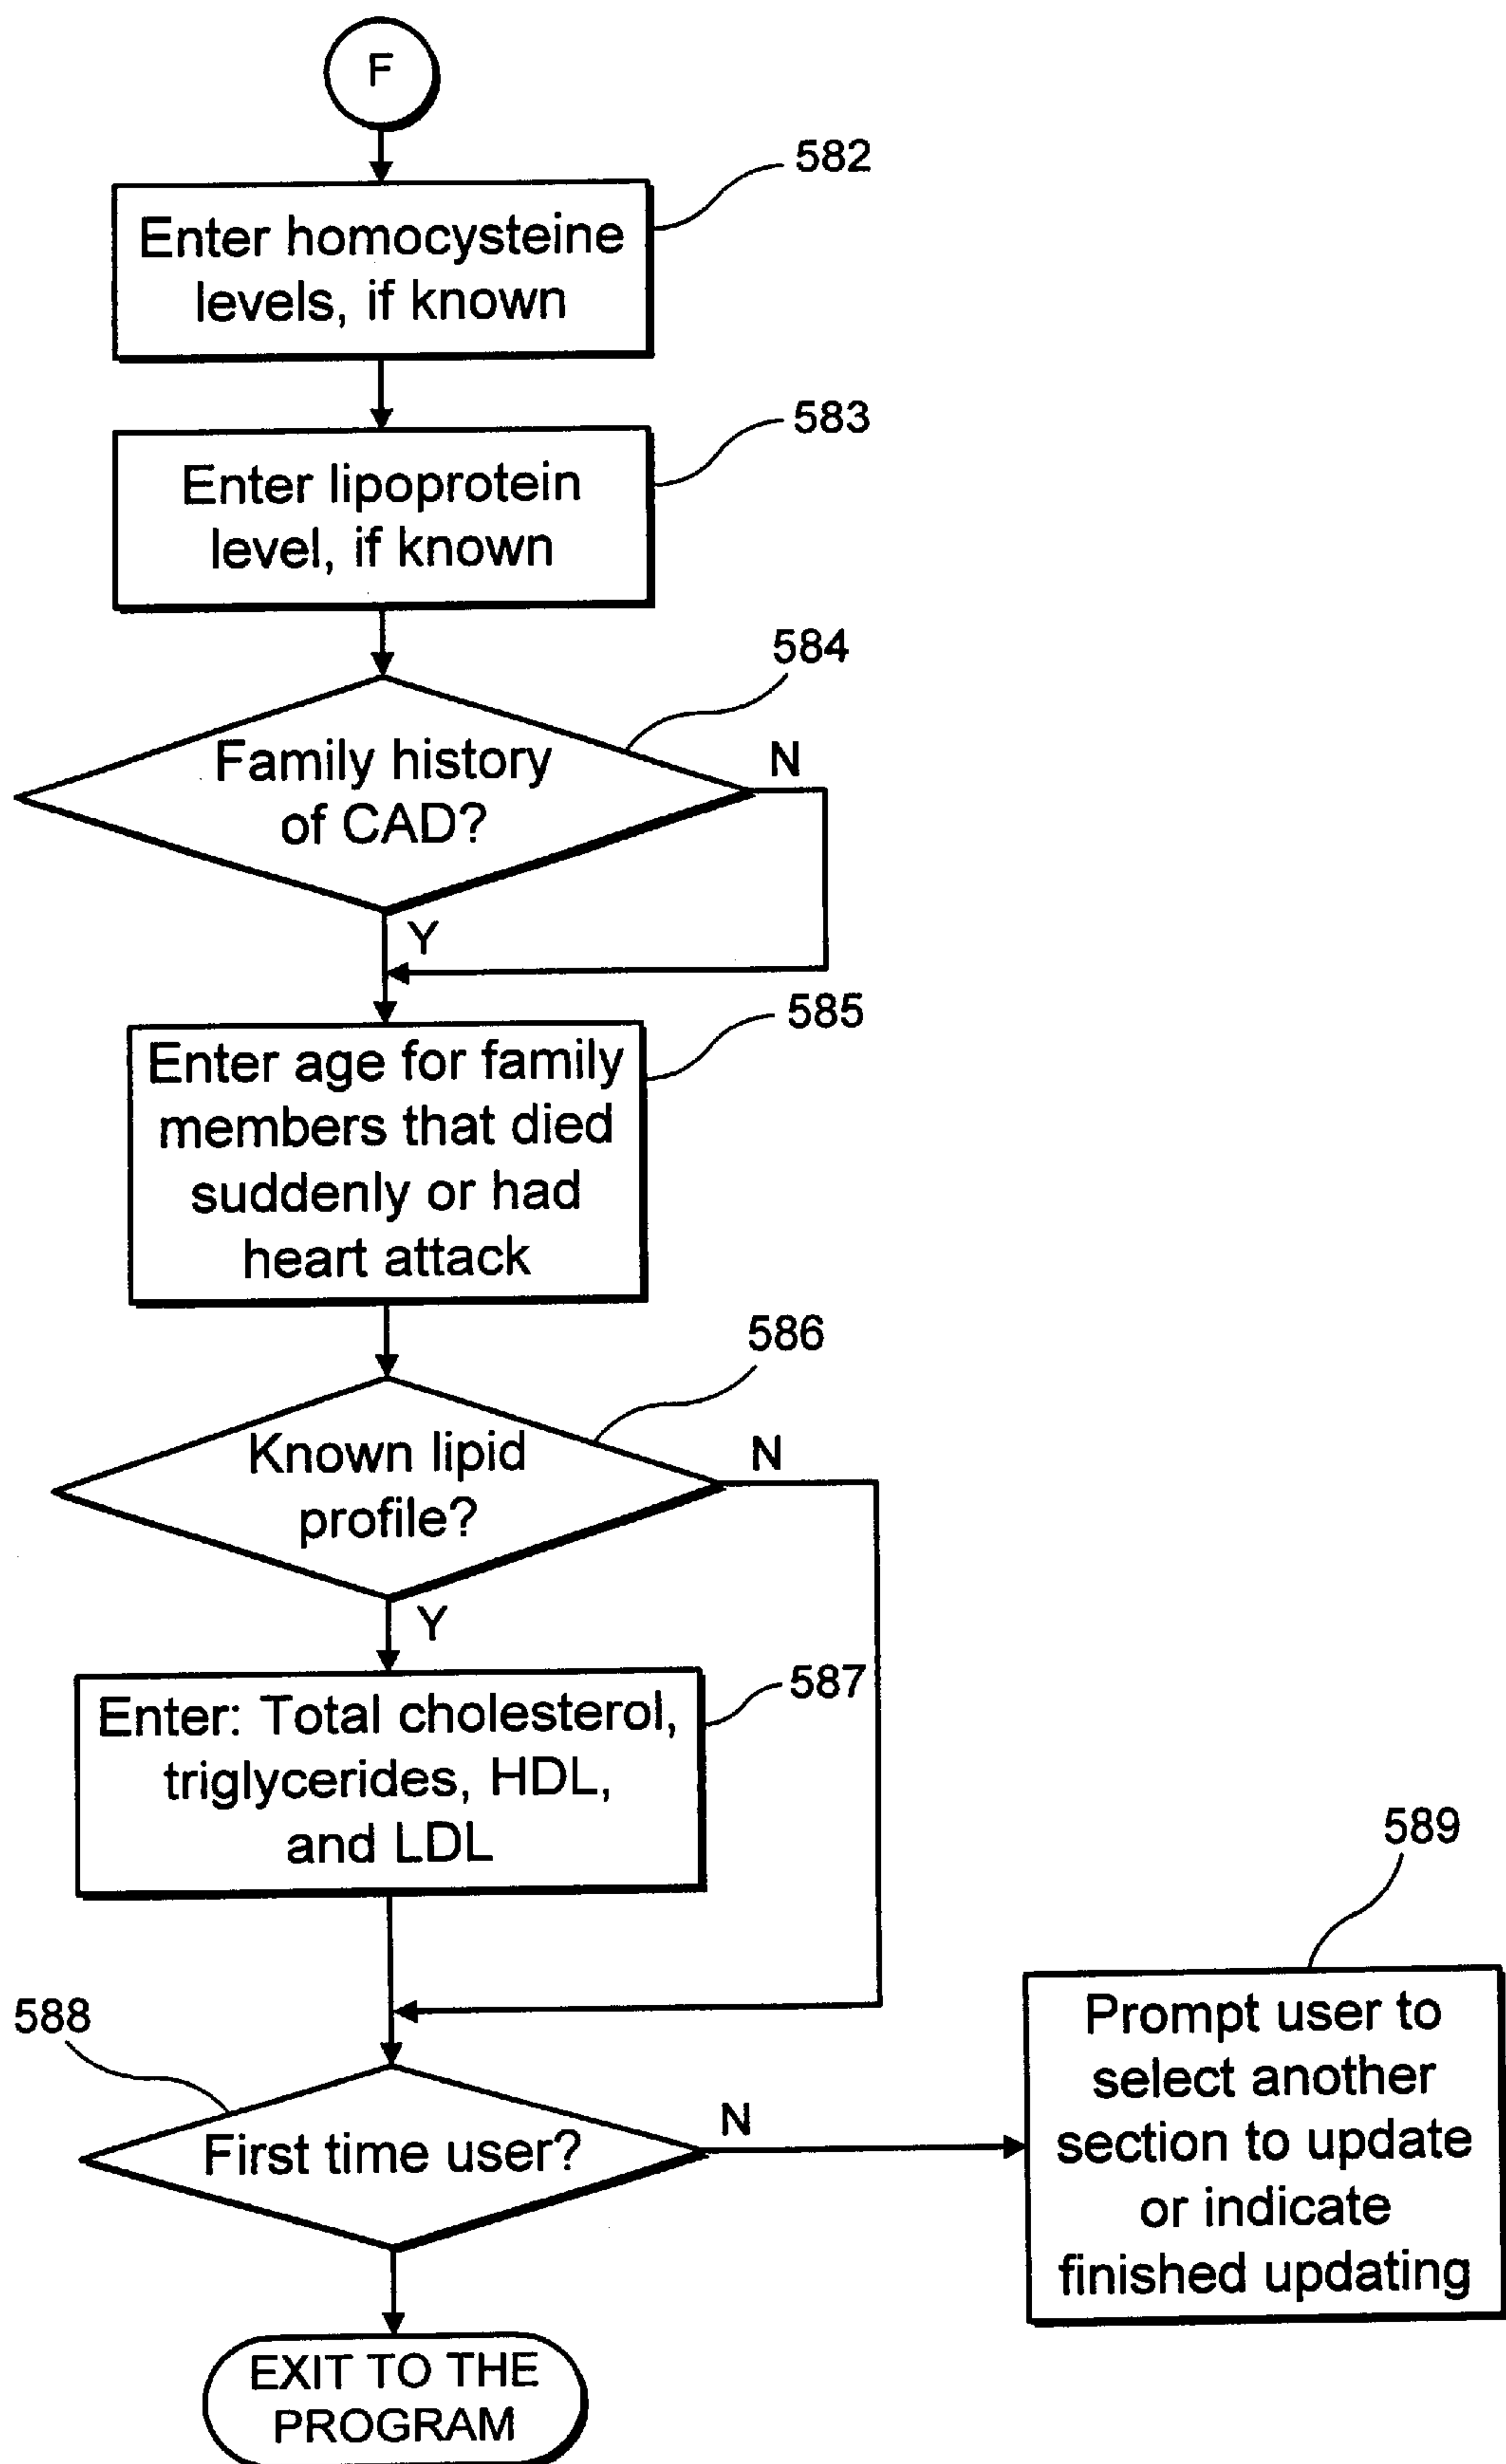 F
582
Enter homocysteine
levels, if known
583
Enter lipoprotein
level, if known
584
Family history
of CAD?
N
Y
585
Enter age for family
members that died
suddenly or had
heart attack
586
Known lipid
profile?
N
Y
587
Enter: Total cholesterol,
triglycerides, HDL,
and LDL
588
First time user?
N
589
Prompt user to
select another
section to update
or indicate
finished updating
EXIT TO THE
PROGRAM